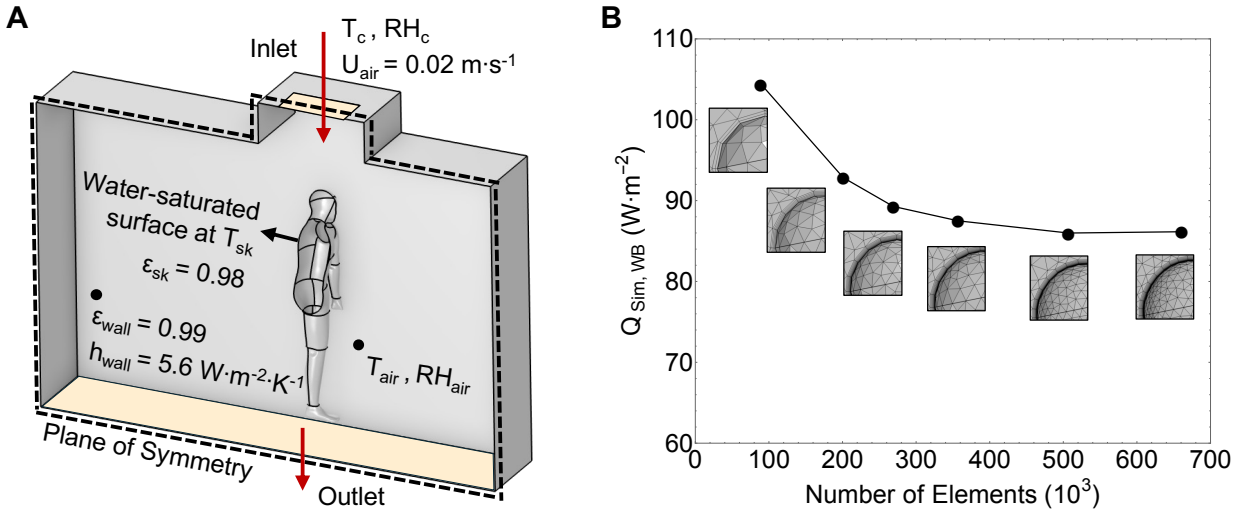 A
Inlet
T_c , RH_c
U_air = 0.02 m·s⁻¹
Water-saturated
surface at T_sk
ε_sk = 0.98
ε_wall = 0.99
h_wall = 5.6 W·m⁻²·K⁻¹
T_air , RH_air
Plane of Symmetry
Outlet
B
Q_Sim, WB (W·m⁻²)
110
100
90
80
70
60
0
100
200
300
400
500
600
700
Number of Elements (10³)